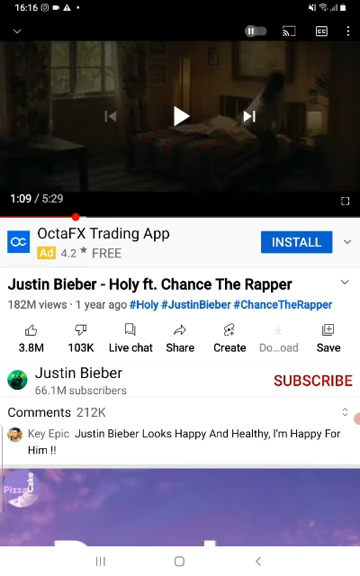 16:16
1:09 / 5:29
OctaFX Trading App
Ad 4.2 ★ FREE
INSTALL
Justin Bieber - Holy ft. Chance The Rapper
182M views · 1 year ago #Holy #JustinBieber #ChanceTheRapper
3.8M 103K Live chat Share Create Do...oad Save
Justin Bieber
66.1M subscribers
SUBSCRIBE
Comments 212K
Key Epic Justin Bieber Looks Happy And Healthy, I'm Happy For
Him !!
Pizza
Cake